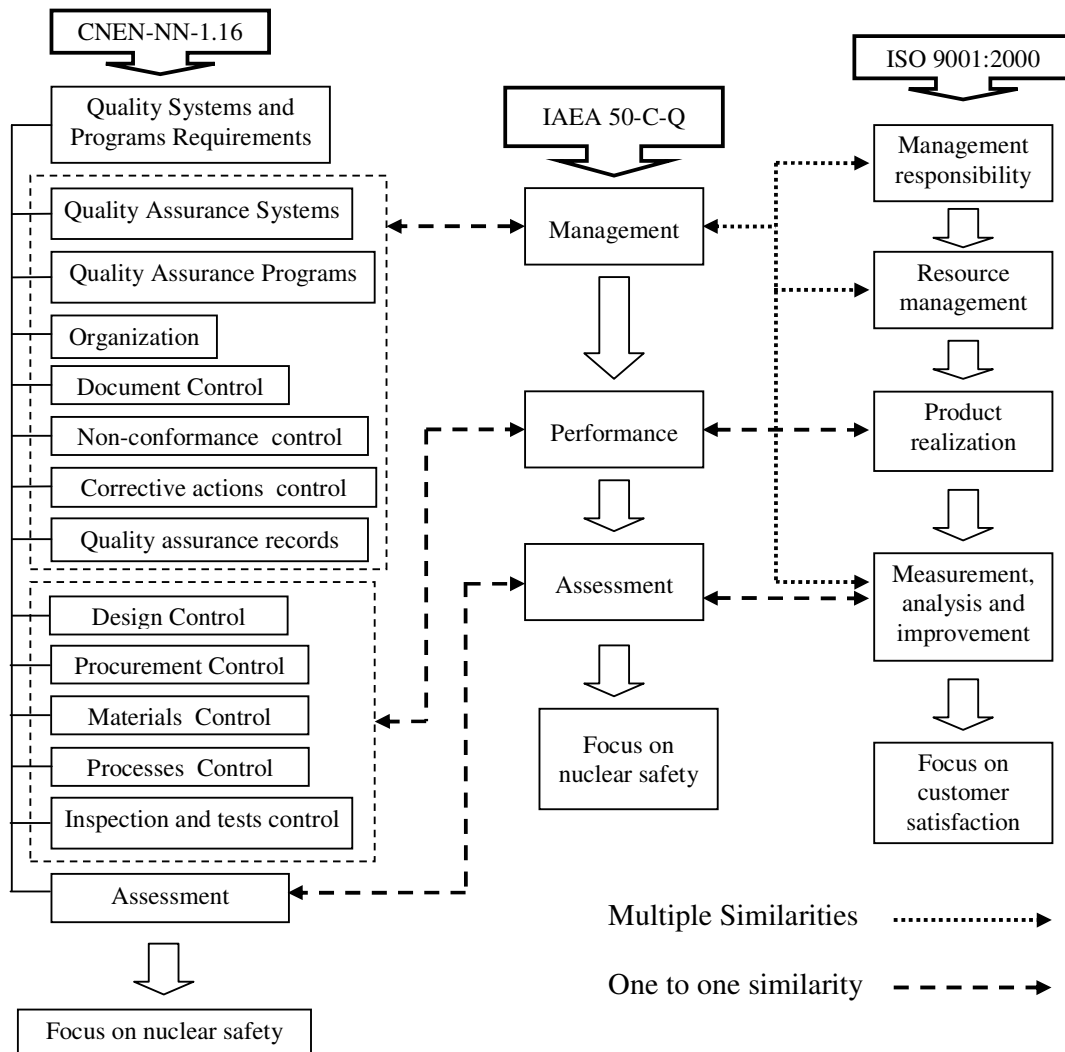 CNEN-NN-1.16
Quality Systems and
Programs Requirements
Quality Assurance Systems
Quality Assurance Programs
Organization
Document Control
Non-conformance control
Corrective actions control
Quality assurance records
Design Control
Procurement Control
Materials Control
Processes Control
Inspection and tests control
Assessment
Focus on nuclear safety
IAEA 50-C-Q
Management
Performance
Assessment
Focus on
nuclear safety
ISO 9001:2000
Management
responsibility
Resource
management
Product
realization
Measurement,
analysis and
improvement
Focus on
customer
satisfaction
Multiple Similarities
One to one similarity